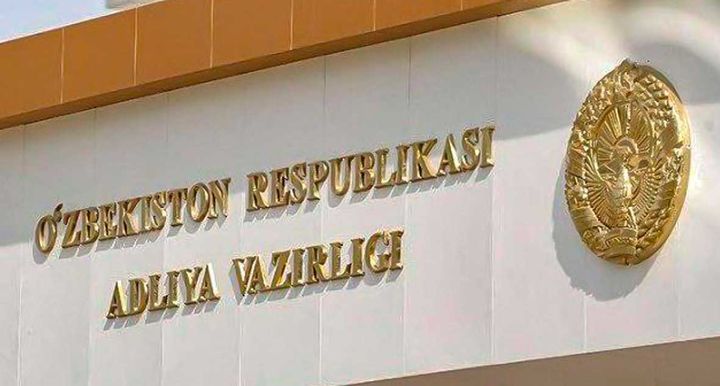 O‘ZBEKISTON RESPUBLIKASI
ADLIYA VAZIRLIGI